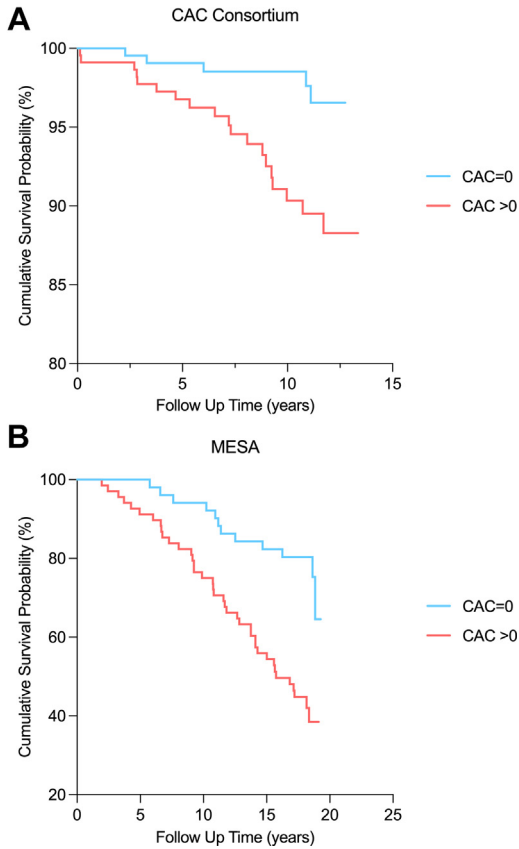 A
CAC Consortium
Cumulative Survival Probability (%)
100
95
90
85
80
0
5
10
15
Follow Up Time (years)
CAC=0
CAC >0
B
MESA
Cumulative Survival Probability (%)
100
80
60
40
20
0
5
10
15
20
25
Follow Up Time (years)
CAC=0
CAC >0